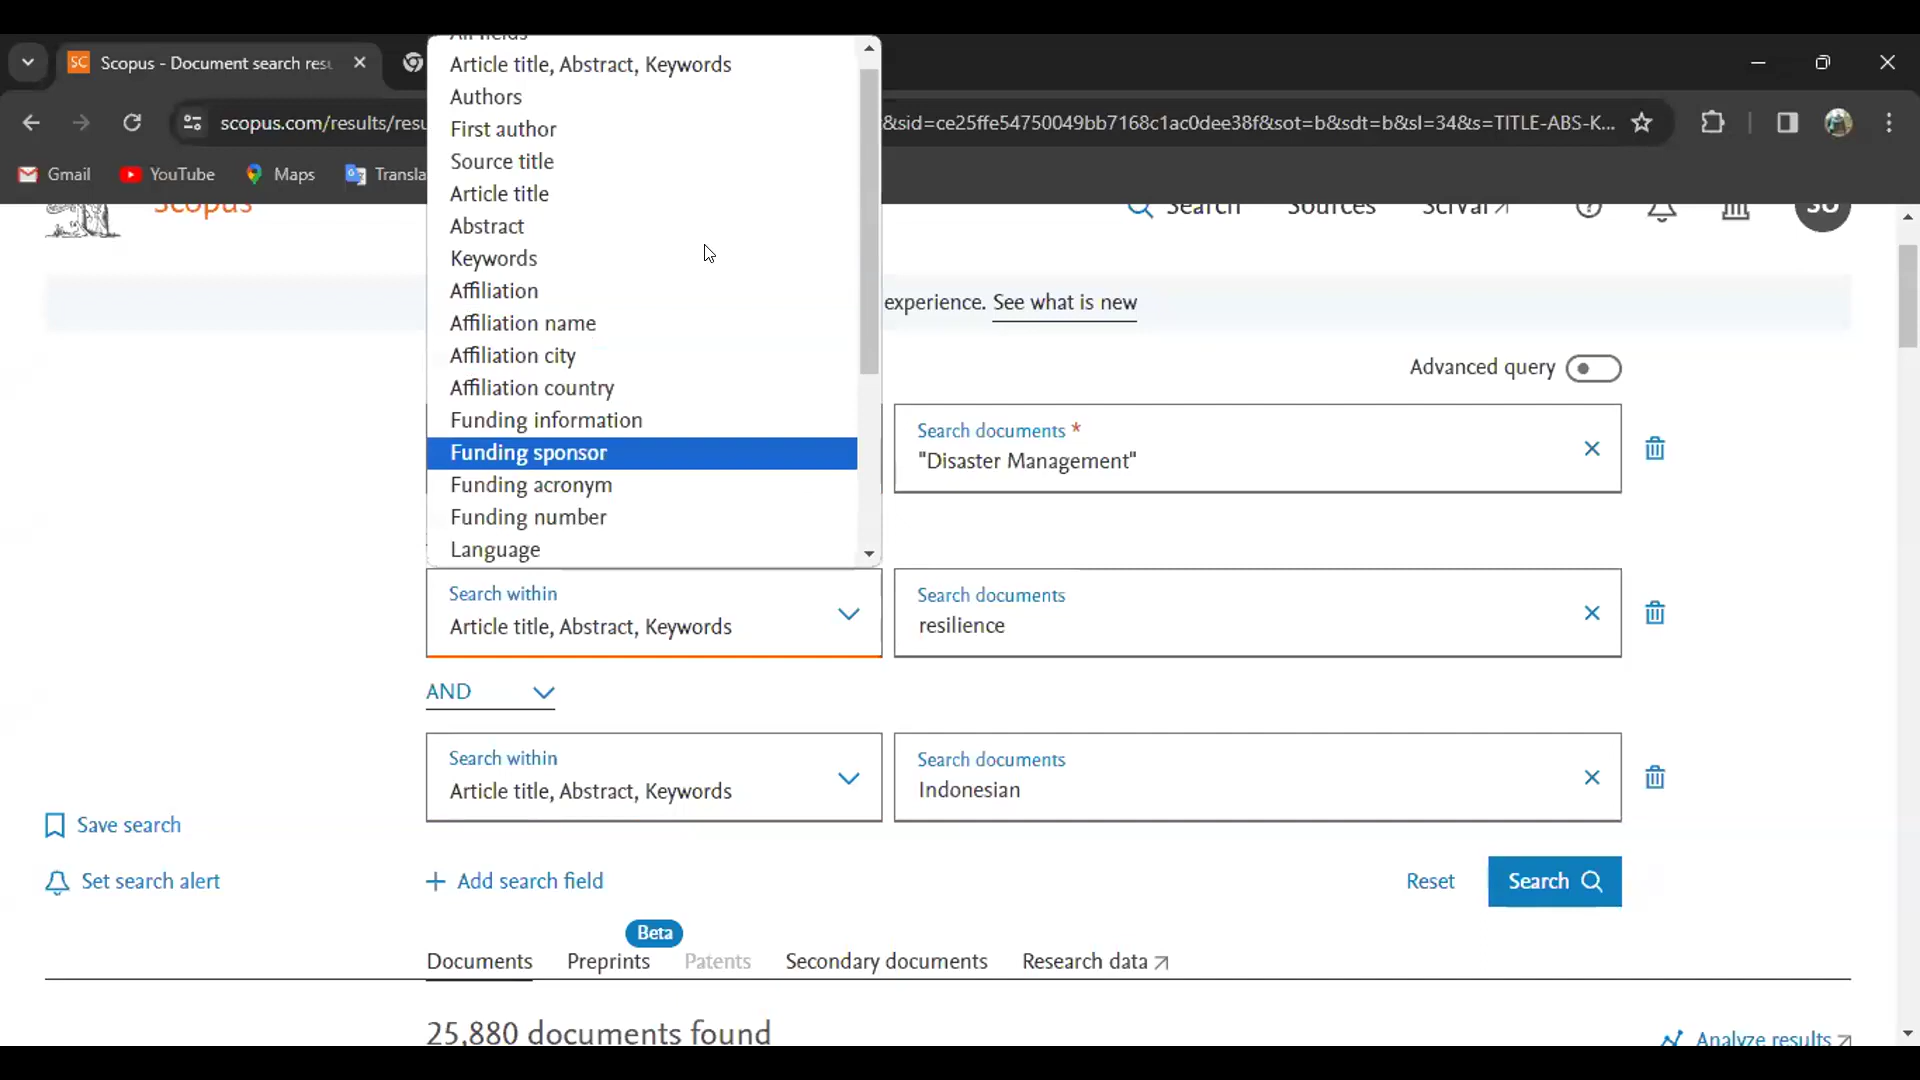 All fields
Scopus - Document search resu
Article title, Abstract, Keywords
Authors
scopus.com/results/resu
&sid=ce25ffe54750049bb7168c1ac0dee38f&sot=b&sdt=b&sl=34&s=TITLE-ABS-K...
First author
Source title
Gmail YouTube Maps Transla
Article title
Scopus
Search Sources SciVal SU
Abstract
Keywords
Affiliation
experience. See what is new
Affiliation name
Affiliation city
Advanced query
Affiliation country
Funding information
Funding sponsor
Funding acronym
Funding number
Language
Search documents *
"Disaster Management"
Search within
Article title, Abstract, Keywords
Search documents
resilience
AND
Search within
Article title, Abstract, Keywords
Search documents
Indonesian
Save search
Set search alert
+ Add search field
Reset
Search
Beta
Documents Preprints Patents Secondary documents Research data
25,880 documents found
Analyze results